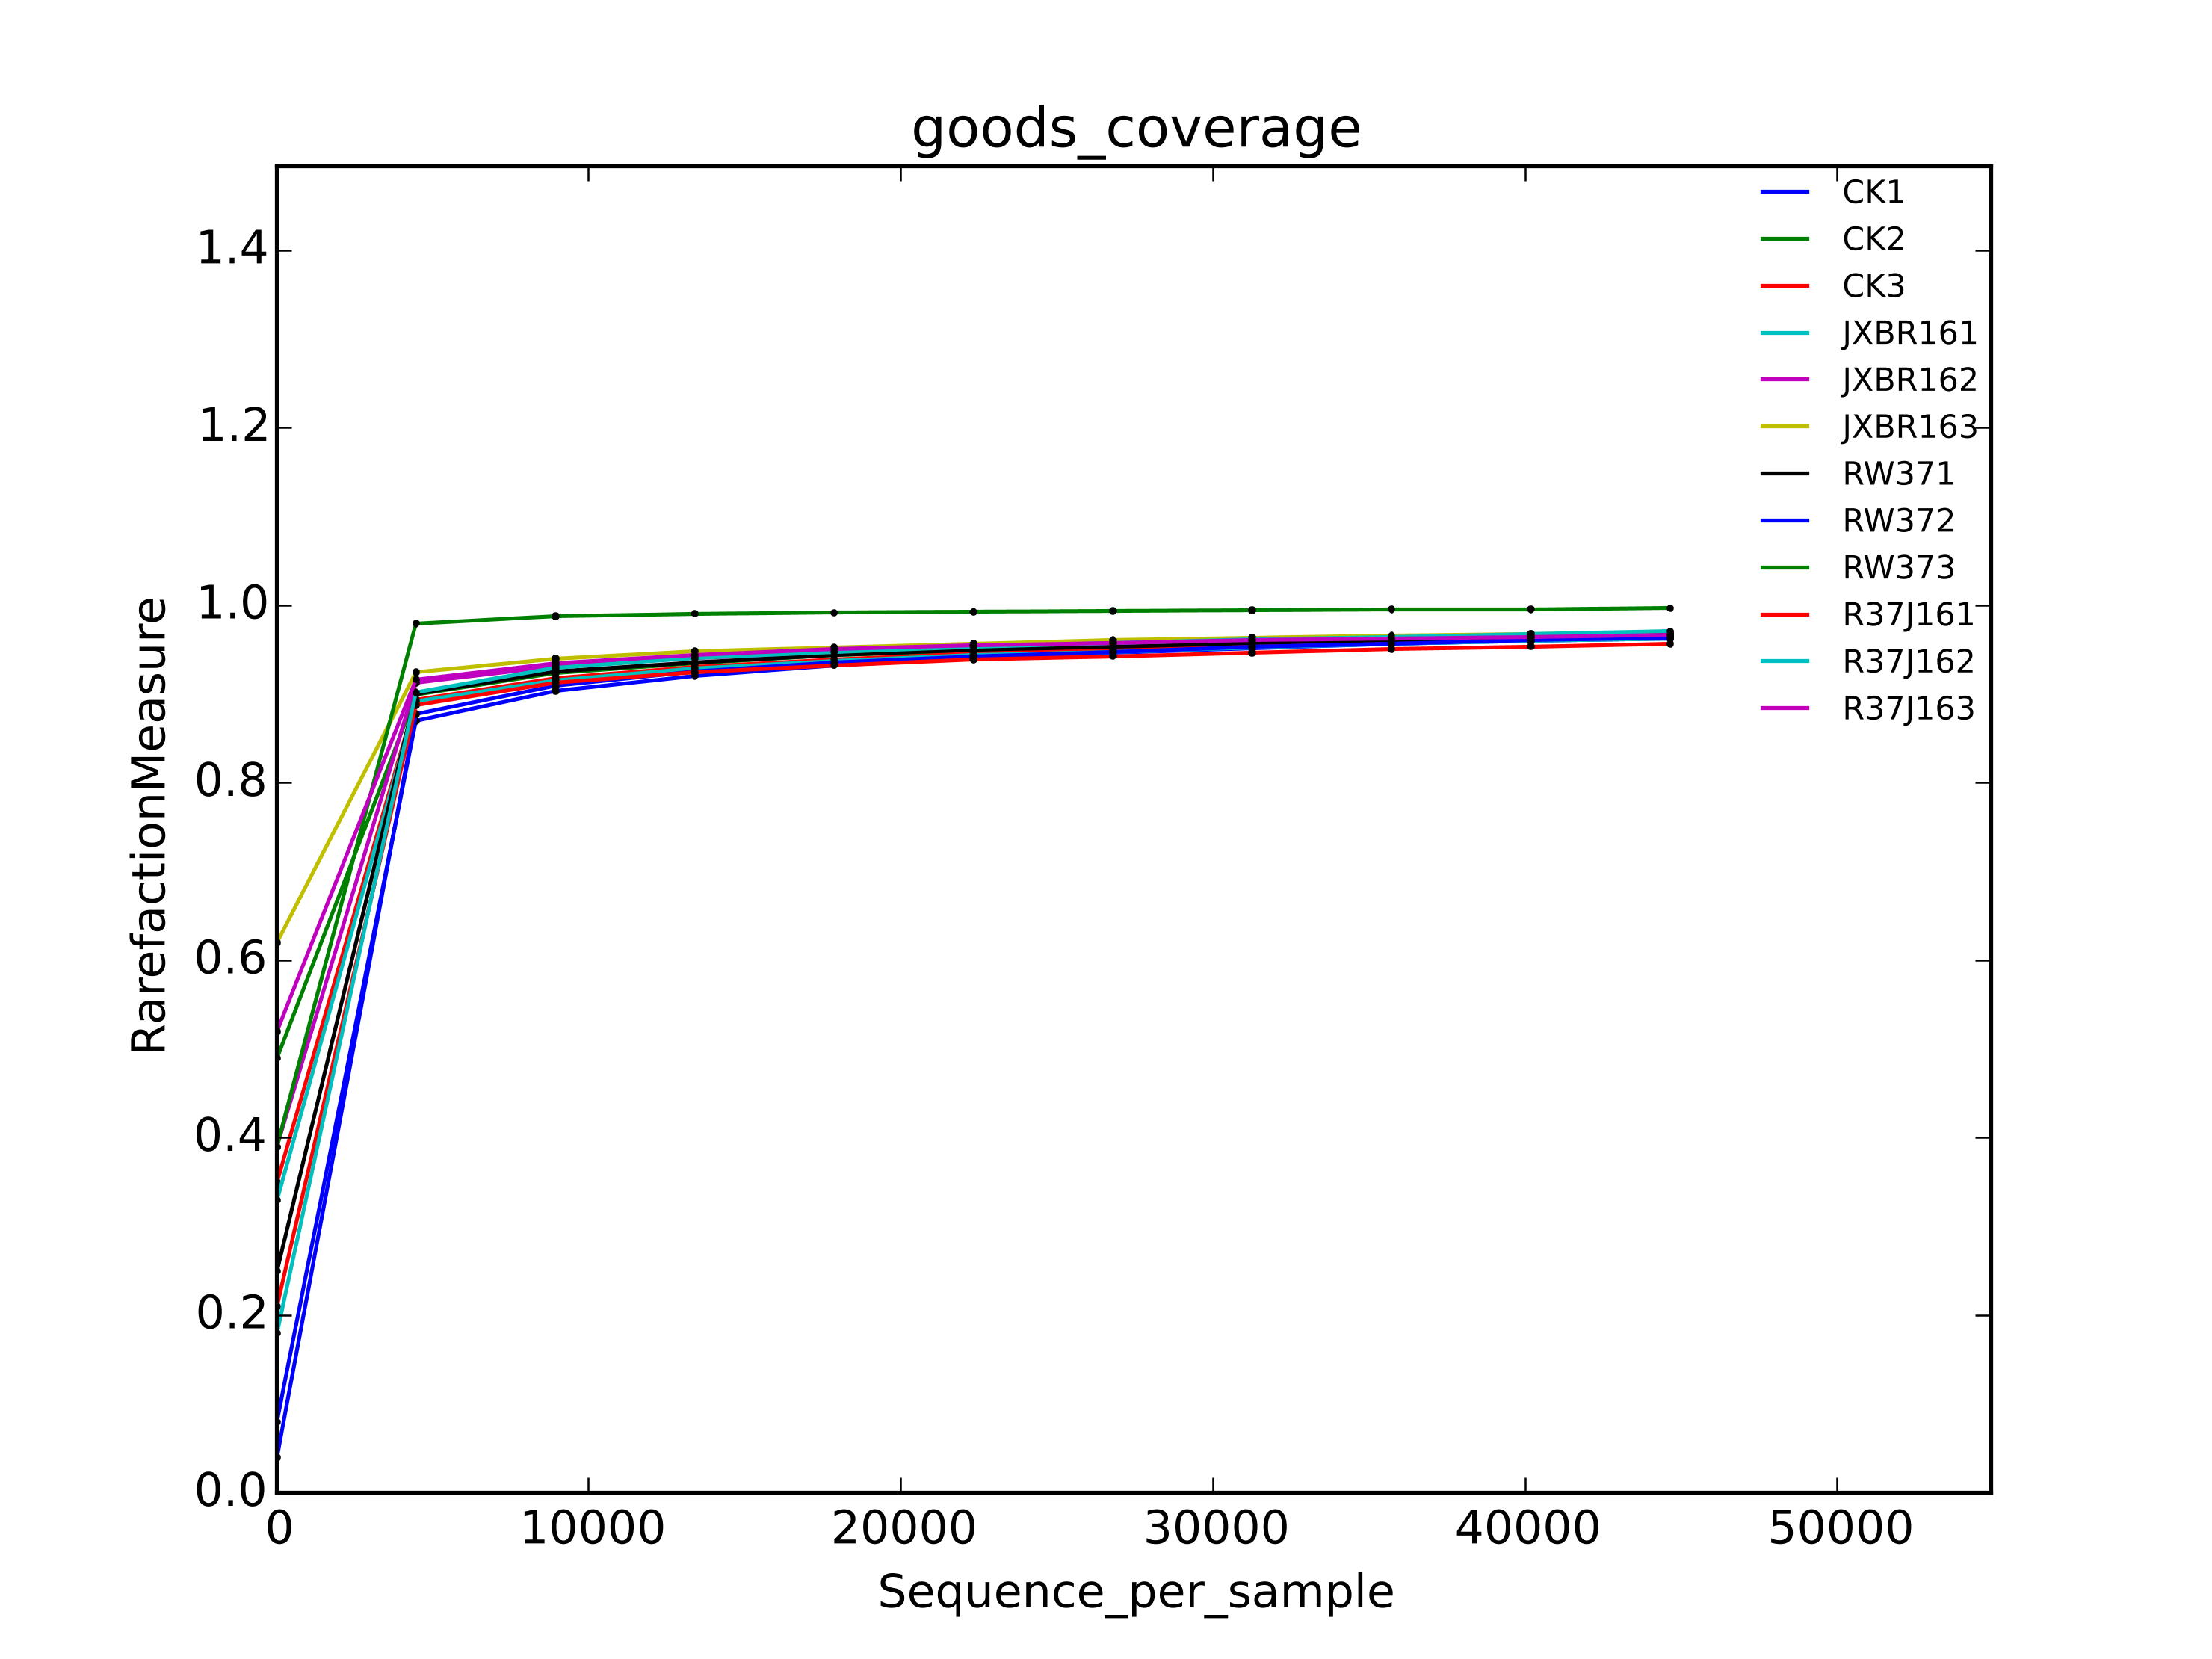 goods_coverage
1.4
1.2
1.0
0.8
0.6
0.4
0.2
0.0
RarefactionMeasure
0 10000 20000 30000 40000 50000
Sequence_per_sample
CK1
CK2
CK3
JXBR161
JXBR162
JXBR163
RW371
RW372
RW373
R37J161
R37J162
R37J163